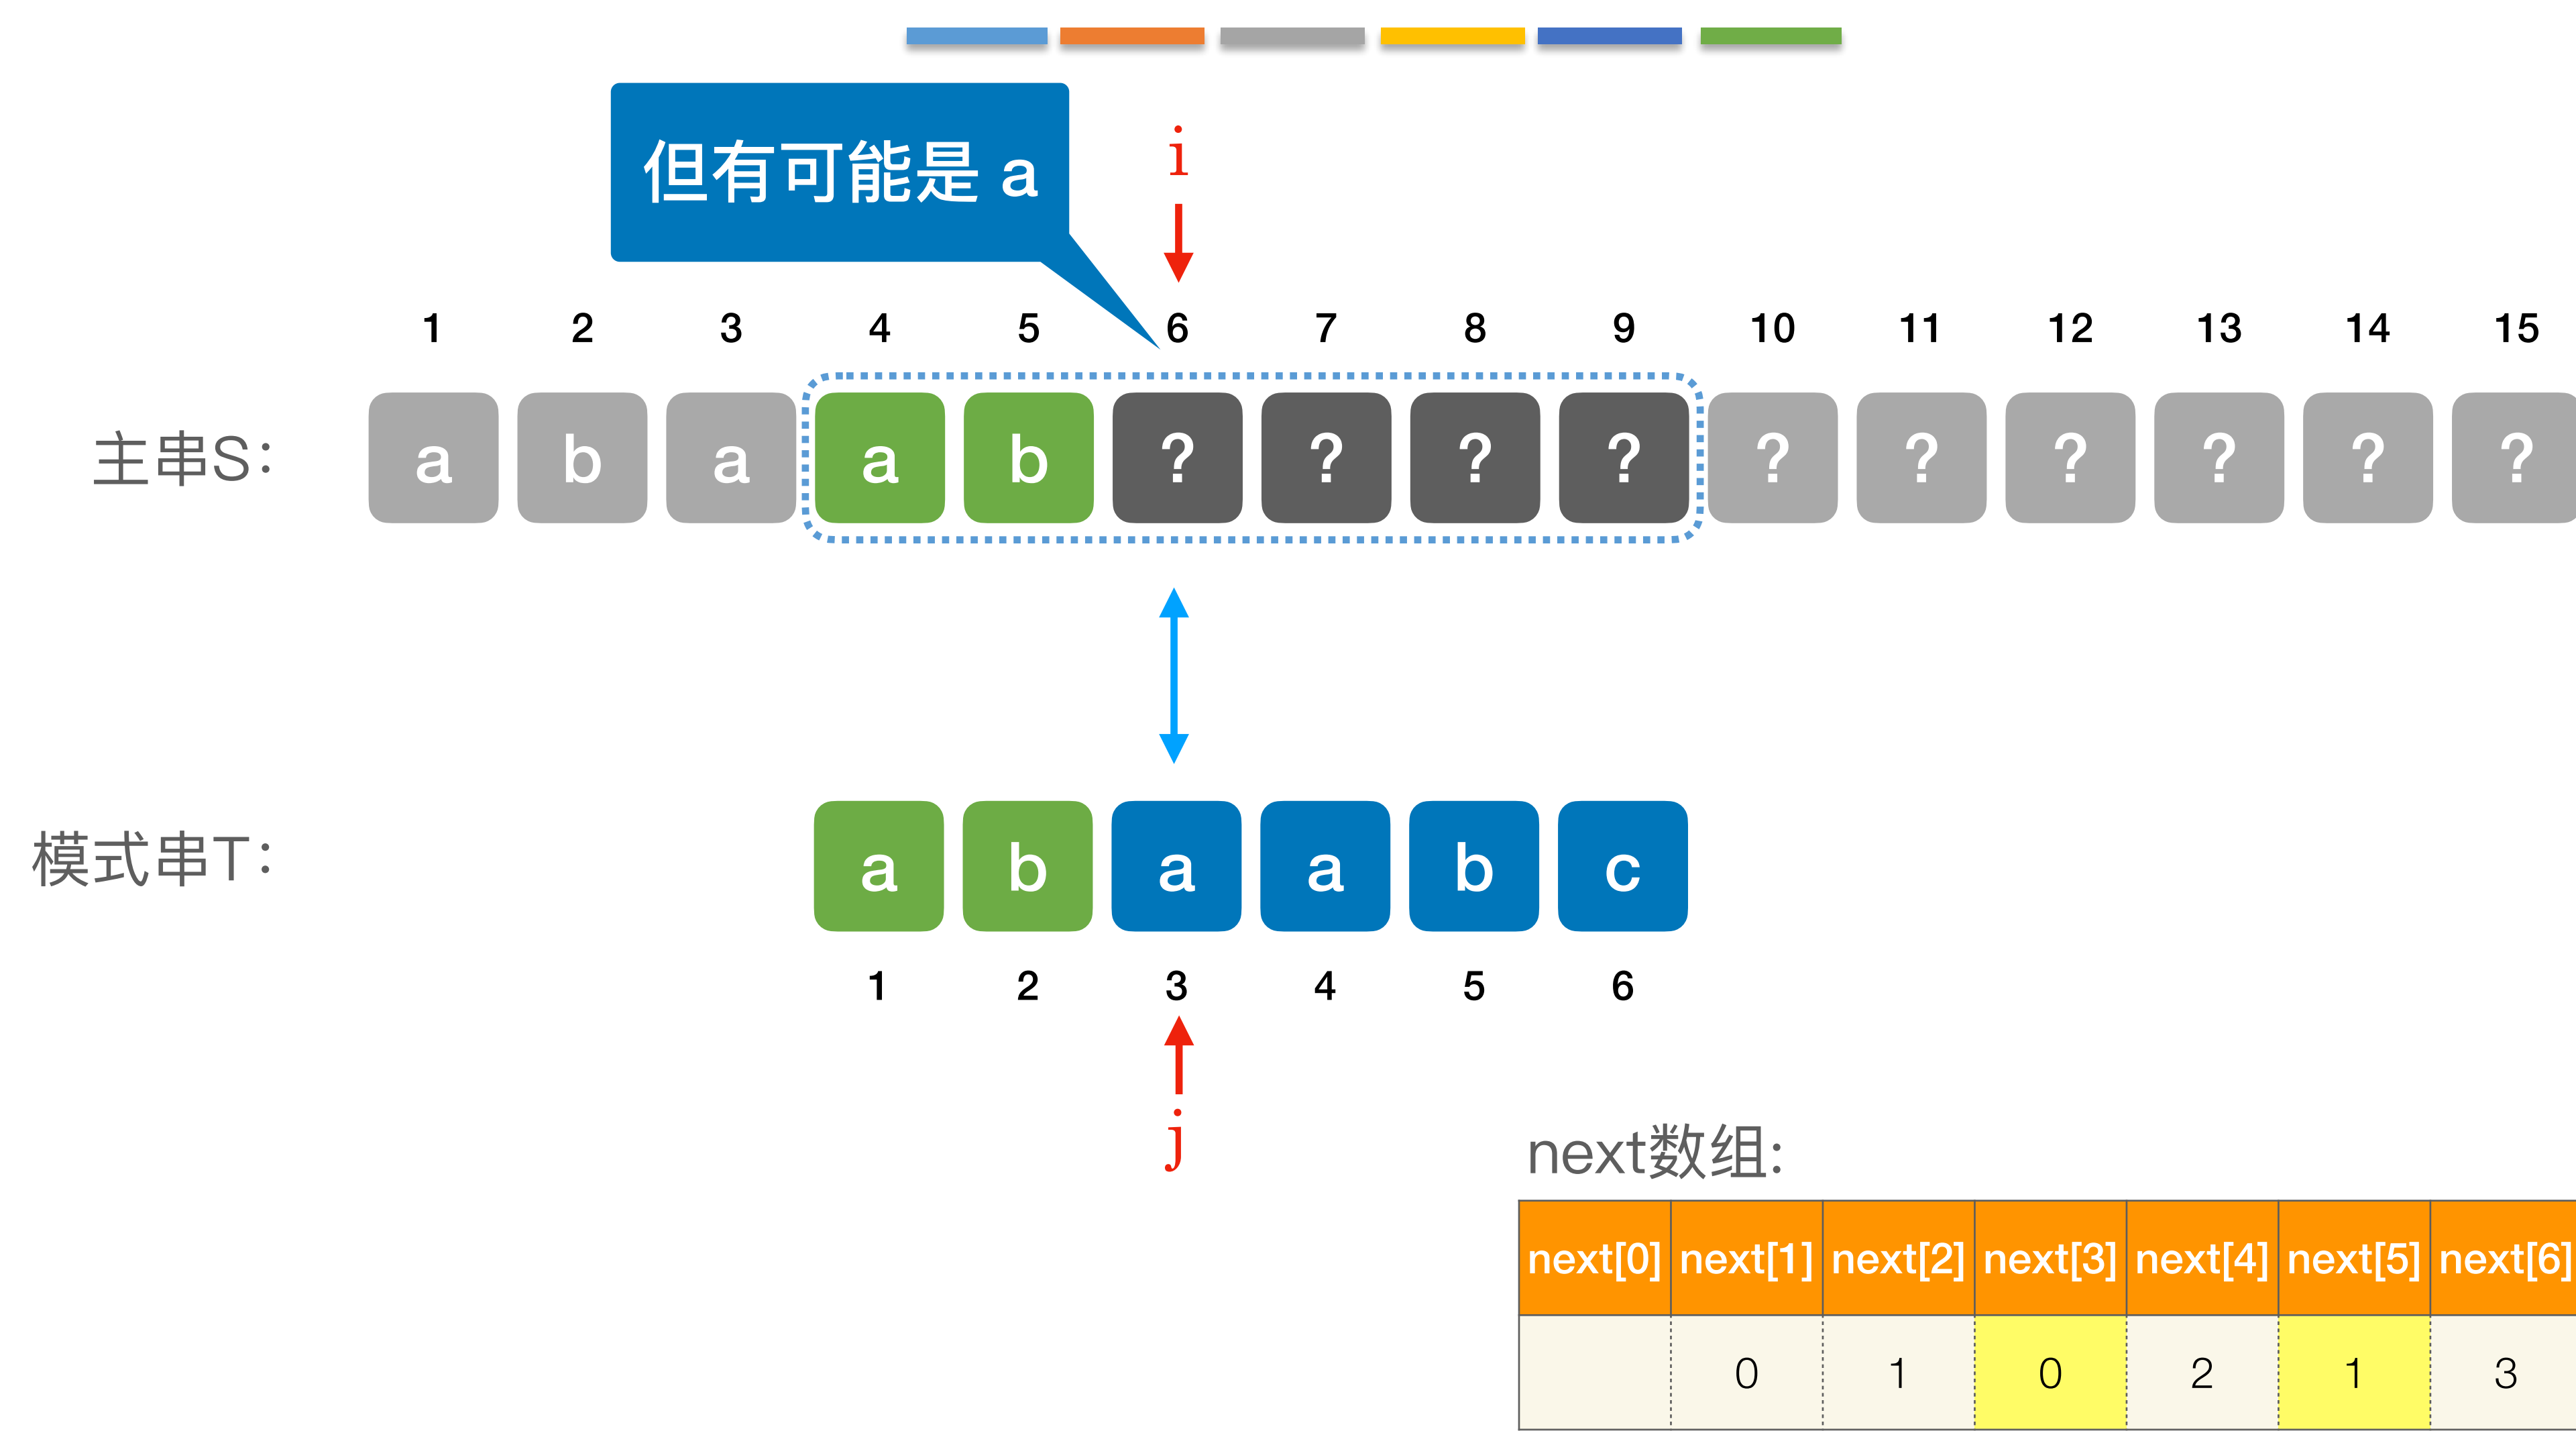 但有可能是 a
i
1 2 3 4 5 6 7 8 9 10 11 12 13 14 15
主串S: a b a a b ? ? ? ? ? ? ? ? ? ?
模式串T: a b a a b c
1 2 3 4 5 6
j
next数组:
next[0] next[1] next[2] next[3] next[4] next[5] next[6]
0 1 0 2 1 3